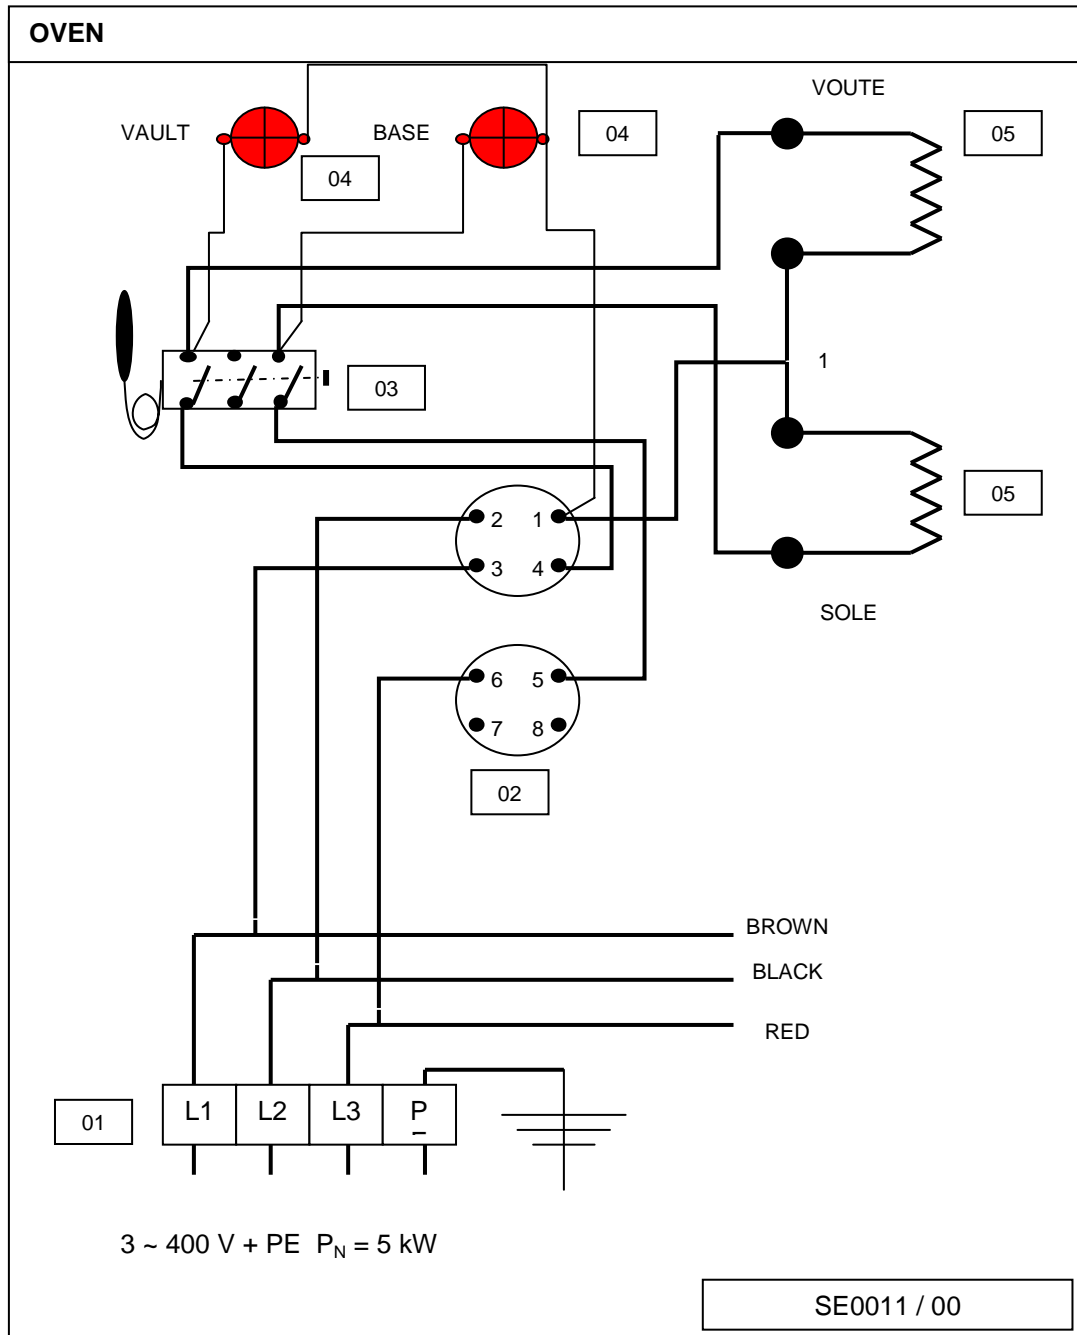 OVEN
VOUTE
VAULT
BASE
04
05
04
1
03
05
2 1
3 4
SOLE
6 5
7 8
02
BROWN
BLACK
RED
L1 L2 L3 P
01
3 ~ 400 V + PE PN = 5 kW
SE0011 / 00